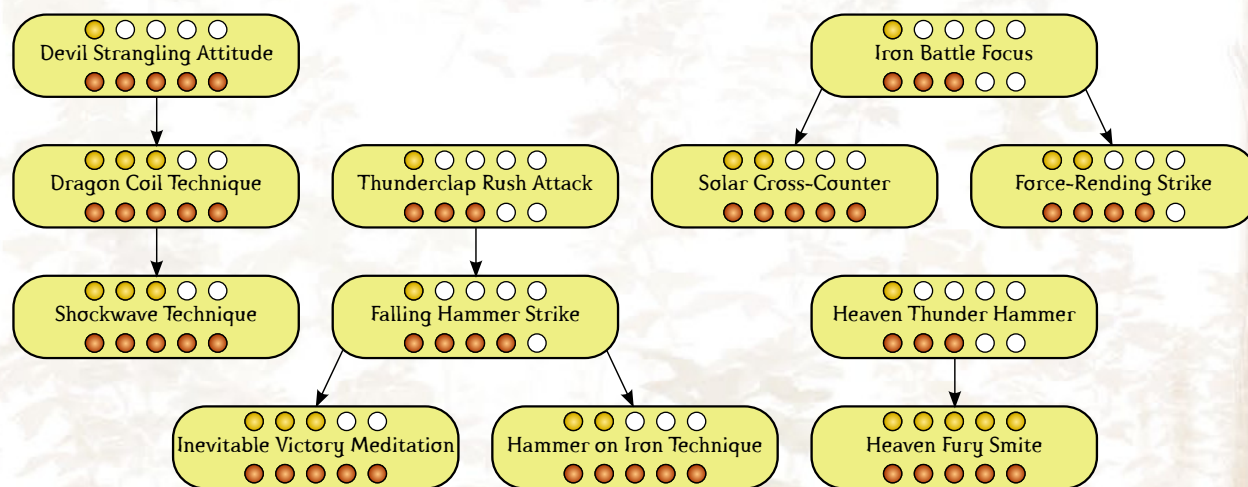 Devil Strangling Attitude
Iron Battle Focus
Dragon Coil Technique
Thunderclap Rush Attack
Solar Cross-Counter
Force-Rending Strike
Shockwave Technique
Falling Hammer Strike
Heaven Thunder Hammer
Inevitable Victory Meditation
Hammer on Iron Technique
Heaven Fury Smite